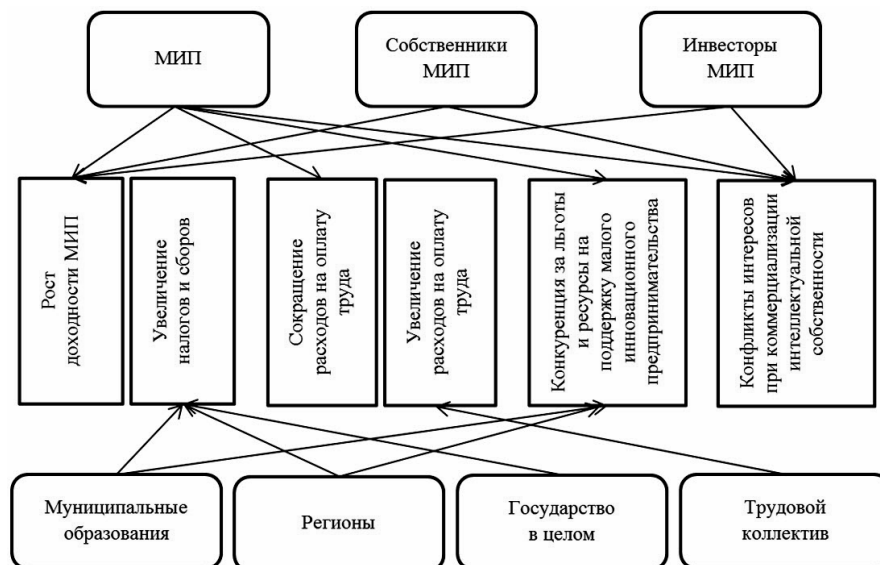 МИП
Собственники
МИП
Инвесторы
МИП
Рост
доходности МИП
Увеличение
налогов и сборов
Сокращение
расходов на оплату
труда
Увеличение
расходов на оплату
труда
Конкуренция за льготы
и ресурсы на
поддержку малого
инновационного
предпринимательства
Конфликты интересов
при коммерциализации
интеллектуальной
собственности
Муниципальные
образования
Регионы
Государство
в целом
Трудовой
коллектив